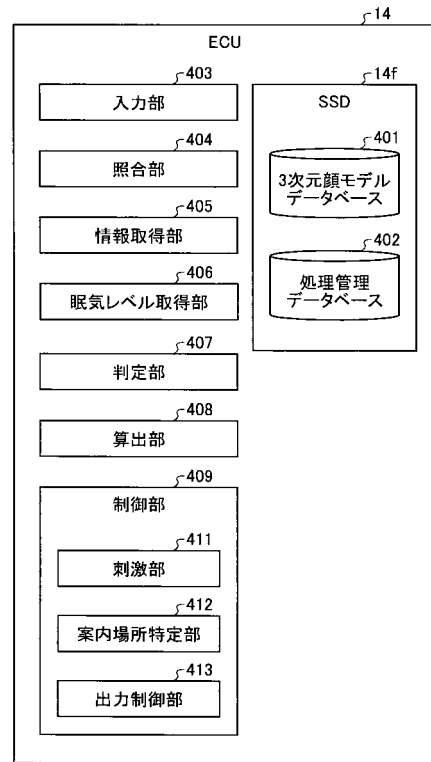 14
ECU
403
入力部
404
照合部
405
情報取得部
406
眠気レベル取得部
407
判定部
408
算出部
409
制御部
411
刺激部
412
案内場所特定部
413
出力制御部
14f
SSD
401
3次元顔モデル
データベース
402
処理管理
データベース